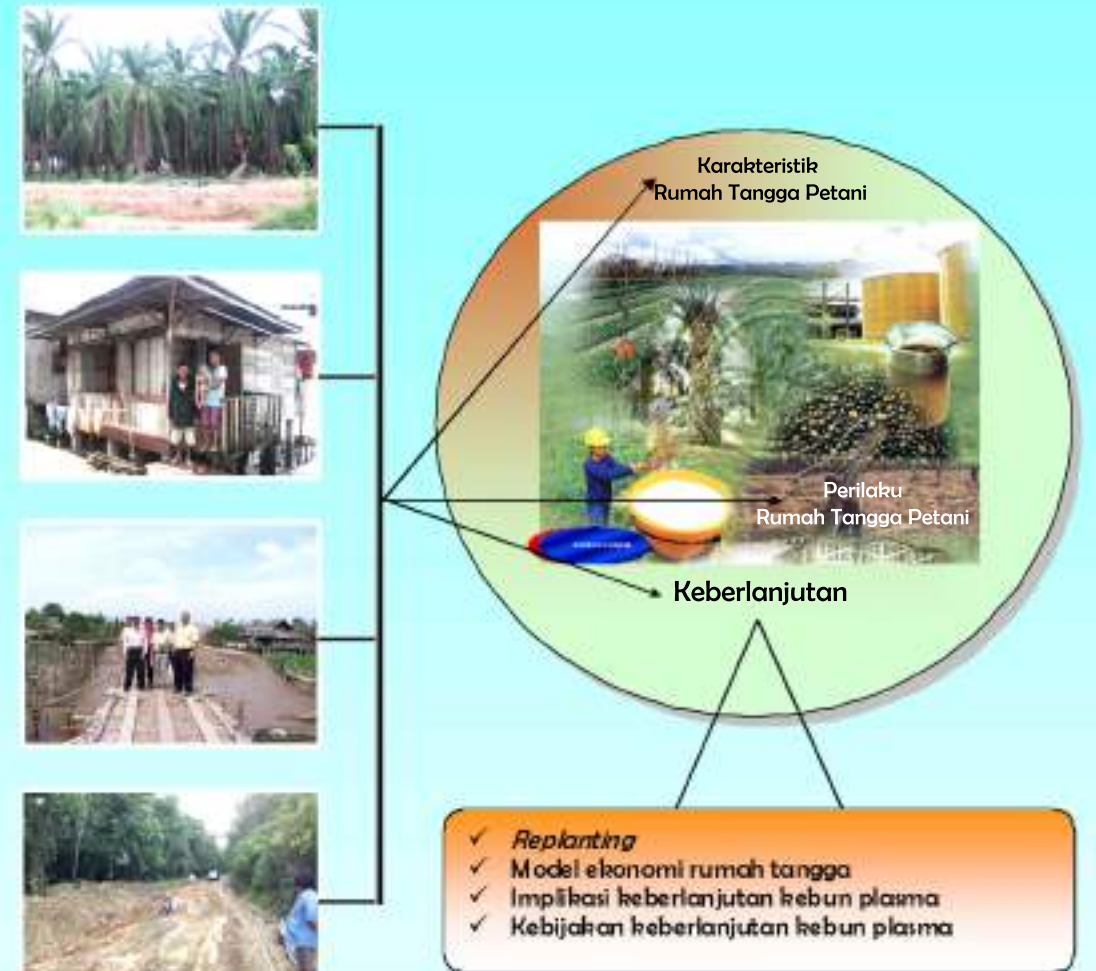 Karakteristik
Rumah Tangga Petani
Perilaku
Rumah Tangga Petani
Keberlanjutan
✓ Replanting
✓ Model ekonomi rumah tangga
✓ Implikasi keberlanjutan kebun plasma
✓ Kebijakan keberlanjutan kebun plasma